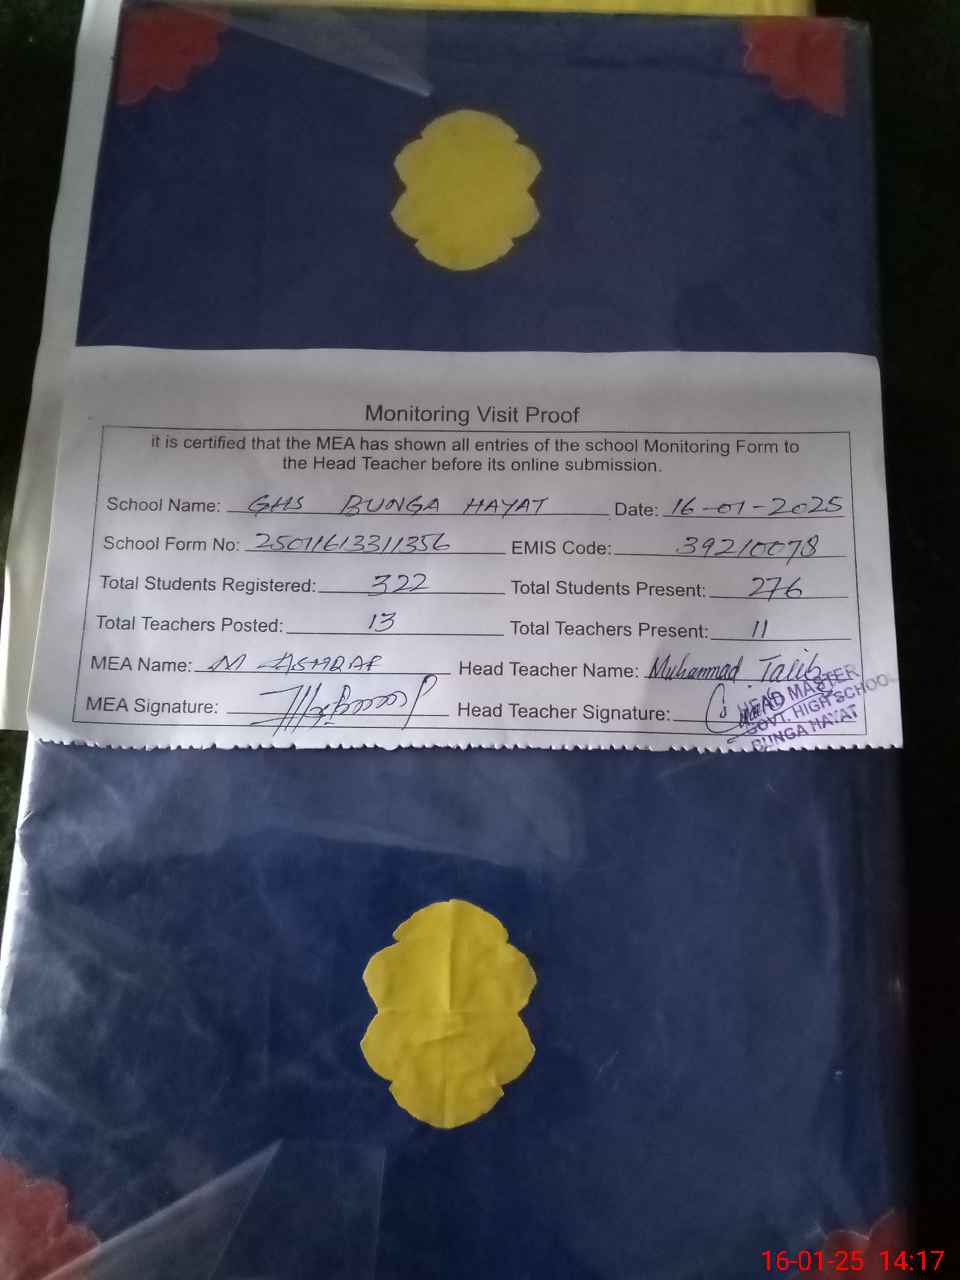 Monitoring Visit Proof
it is certified that the MEA has shown all entries of the school Monitoring Form to
the Head Teacher before its online submission.
School Name: GHS BUNGA HAYAT Date: 16-01-2025
School Form No: 25011613311356 EMIS Code: 39210078
Total Students Registered: 322 Total Students Present: 276
Total Teachers Posted: 13 Total Teachers Present: 11
MEA Name: M ASHRAF Head Teacher Name: Muhammad Talib
MEA Signature: Head Teacher Signature:
HEAD MASTER
GOVT. HIGH SCHOOL
BUNGA HAYAT
16-01-25 14:17